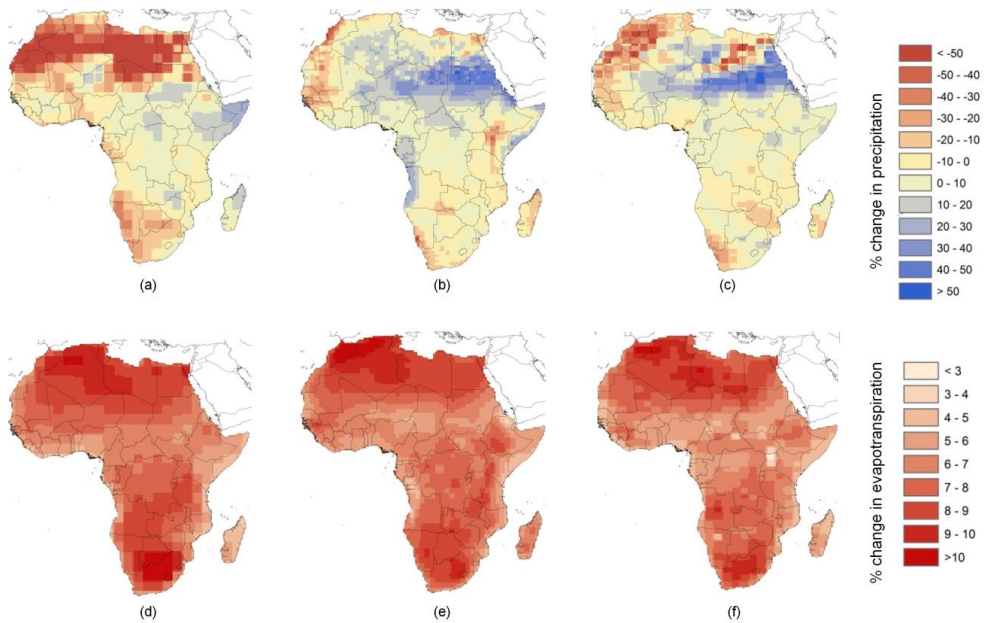 (a)
(b)
(c)
% change in precipitation
< -50
-50 - -40
-40 - -30
-30 - -20
-20 - -10
-10 - 0
0 - 10
10 - 20
20 - 30
30 - 40
40 - 50
> 50
(d)
(e)
(f)
% change in evapotranspiration
< 3
3 - 4
4 - 5
5 - 6
6 - 7
7 - 8
8 - 9
9 - 10
>10